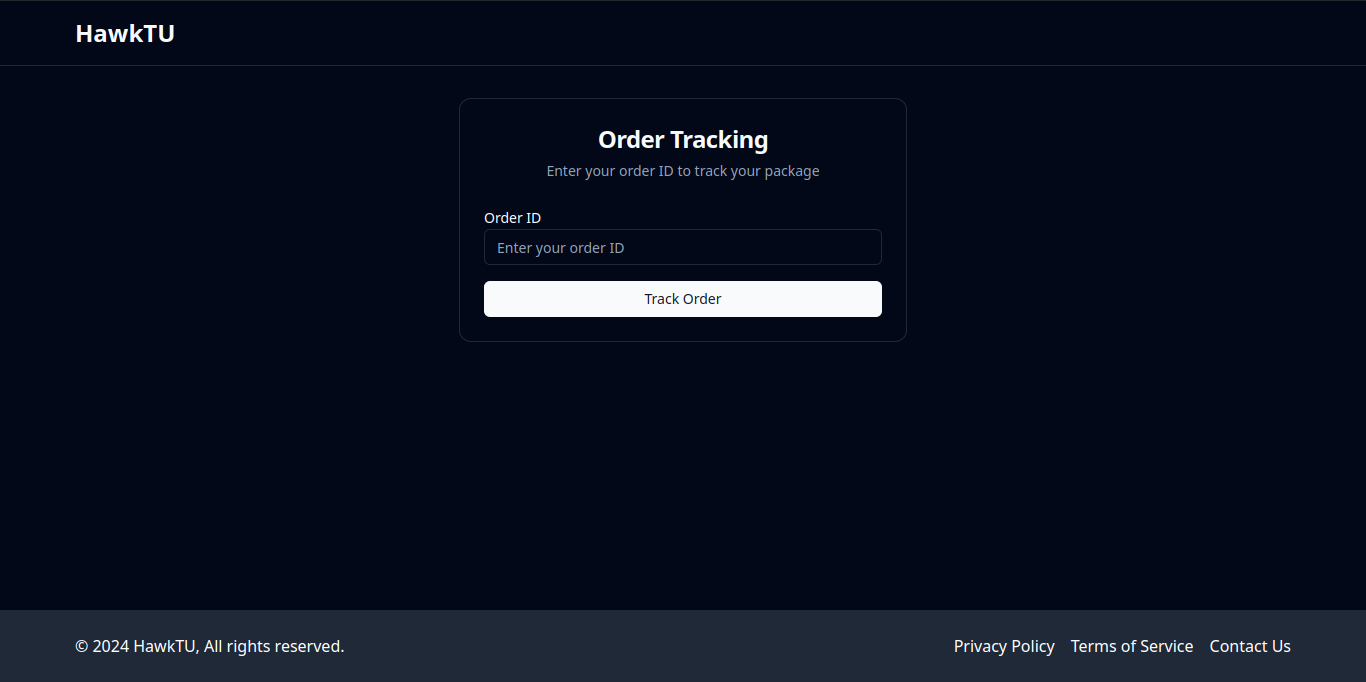 HawkTU
Order Tracking
Enter your order ID to track your package
Order ID
Enter your order ID
Track Order
© 2024 HawkTU, All rights reserved.
Privacy Policy Terms of Service Contact Us